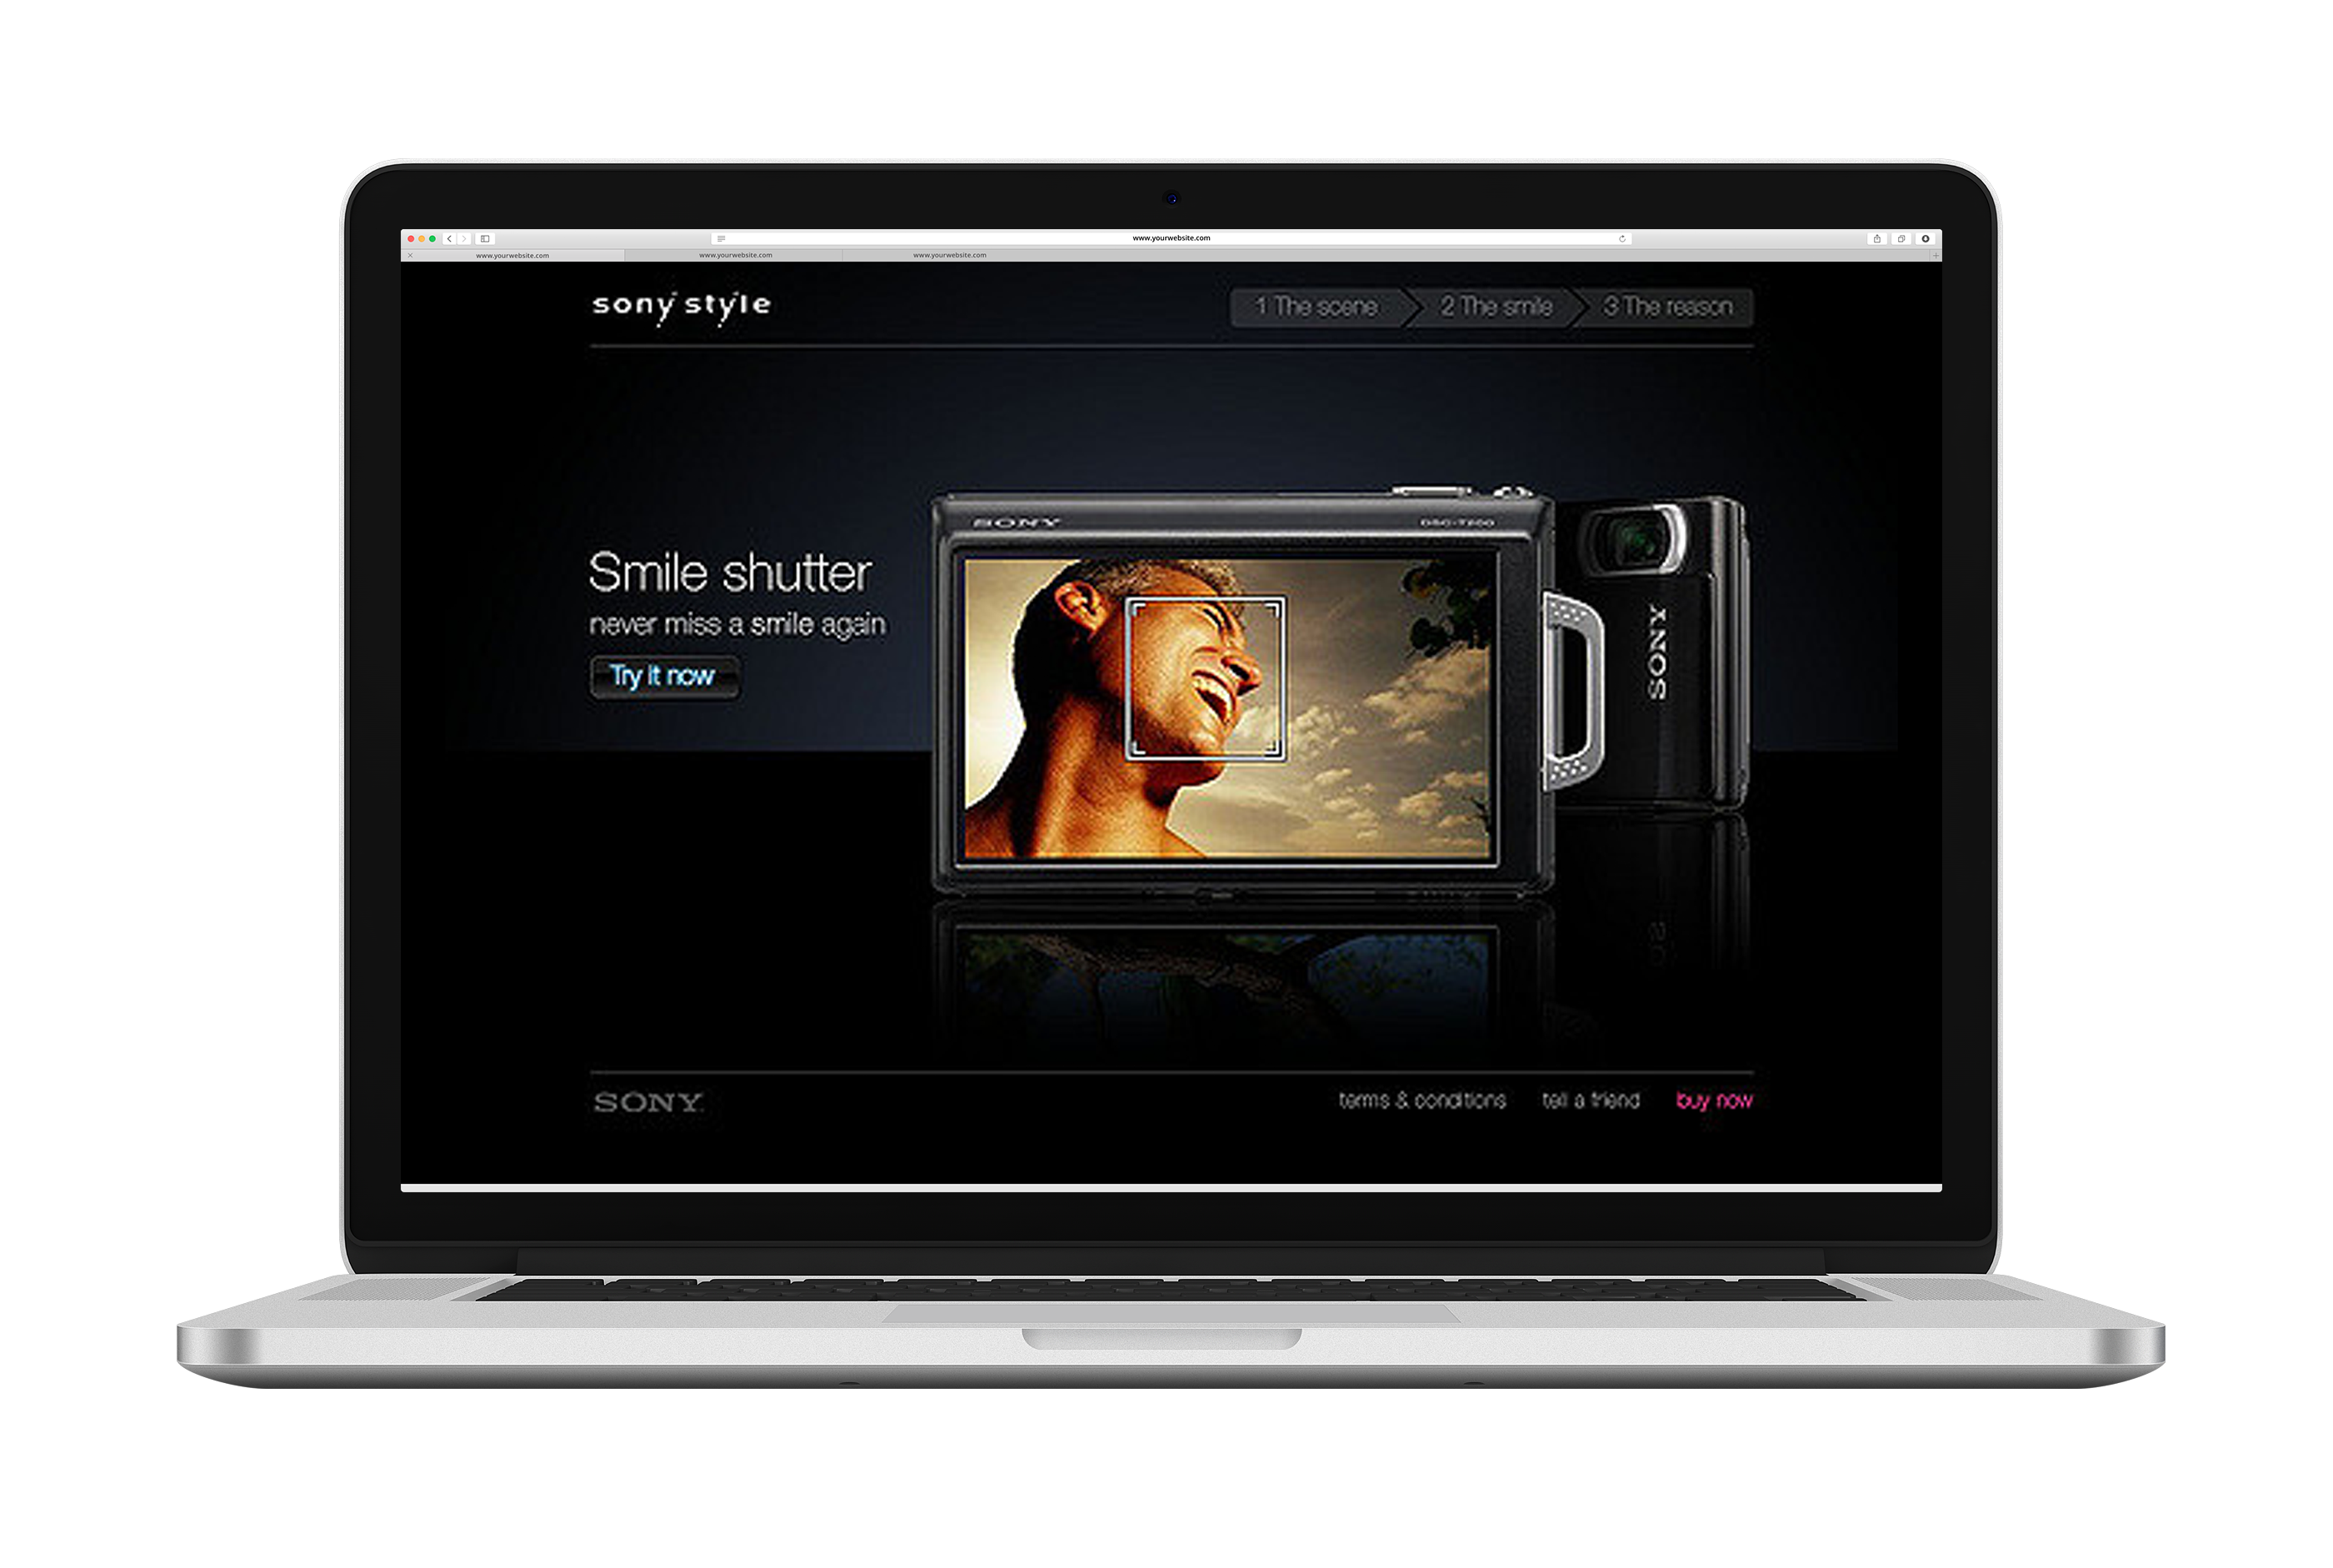 www.yourwebsite.com
www.yourwebsite.com www.yourwebsite.com www.yourwebsite.com
sony style
1 The scene 2 The smile 3 The reason
SONY DSC-T200
SONY
Smile shutter
never miss a smile again
Try it now
SONY
terms & conditions tell a friend buy now